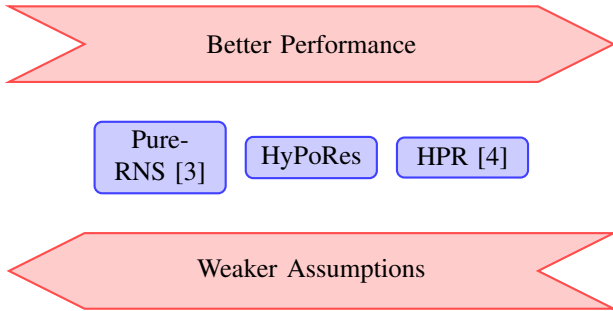 Better Performance
Pure-
RNS [3]
HyPoRes
HPR [4]
Weaker Assumptions